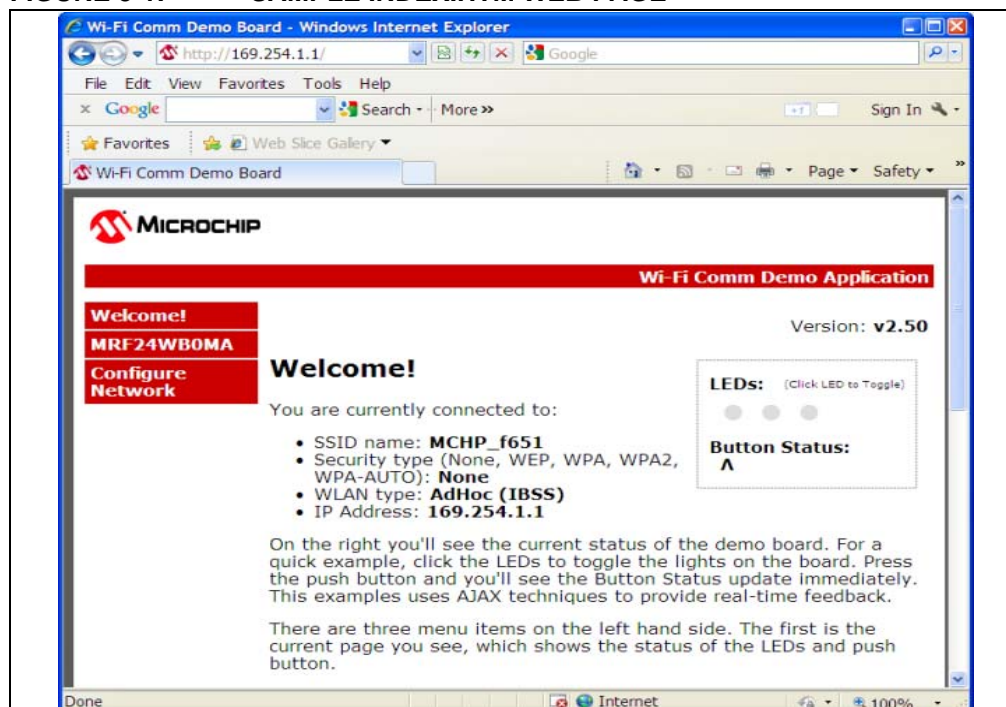 Wi-Fi Comm Demo Board - Windows Internet Explorer
http://169.254.1.1/
Google
File Edit View Favorites Tools Help
x Google Search More »
Sign In
Favorites Web Slice Gallery
Wi-Fi Comm Demo Board
Page Safety »
MICROCHIP
Wi-Fi Comm Demo Application
Welcome!
MRF24WB0MA
Configure
Network
Version: v2.50
Welcome!
LEDs: (Click LED to Toggle)
Button Status:
Λ
You are currently connected to:
• SSID name: MCHP_f651
• Security type (None, WEP, WPA, WPA2,
WPA-AUTO): None
• WLAN type: AdHoc (IBSS)
• IP Address: 169.254.1.1
On the right you'll see the current status of the demo board. For a
quick example, click the LEDs to toggle the lights on the board. Press
the push button and you'll see the Button Status update immediately.
This examples uses AJAX techniques to provide real-time feedback.
There are three menu items on the left hand side. The first is the
current page you see, which shows the status of the LEDs and push
button.
Done
Internet
100%